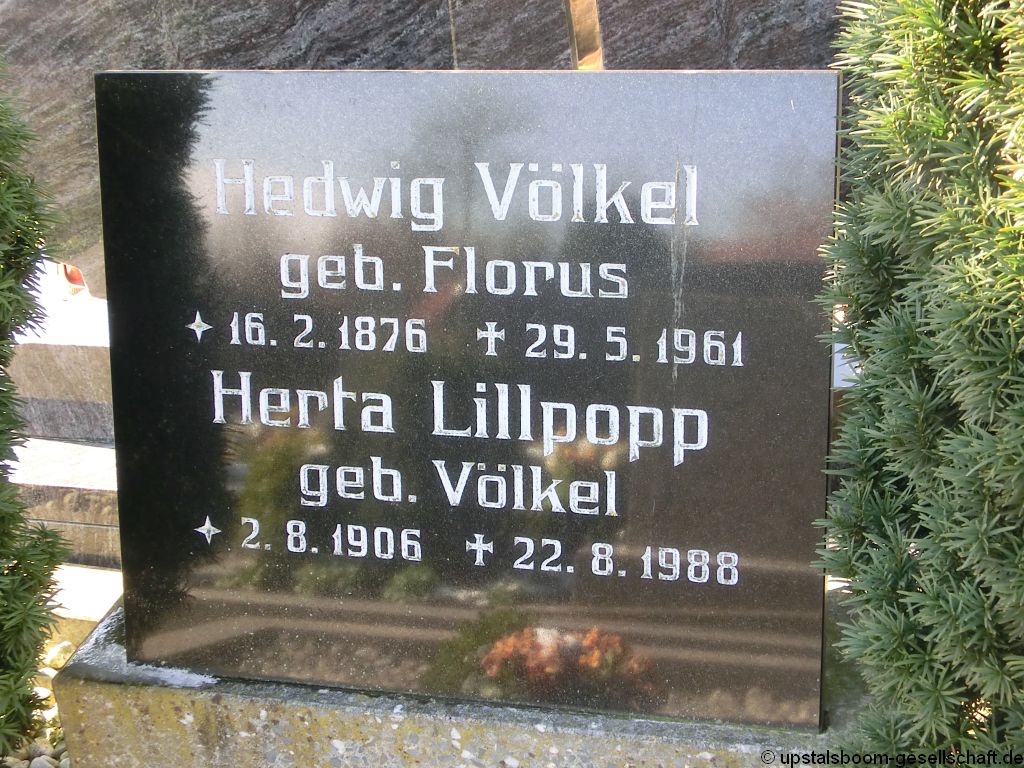 Hedwig Völkel
geb. Florus
✧ 16. 2. 1876 ✠ 29. 5. 1961
Herta Lillpopp
geb. Völkel
✧ 2. 8. 1906 ✠ 22. 8. 1988
© upstalsboom-gesellschaft.de